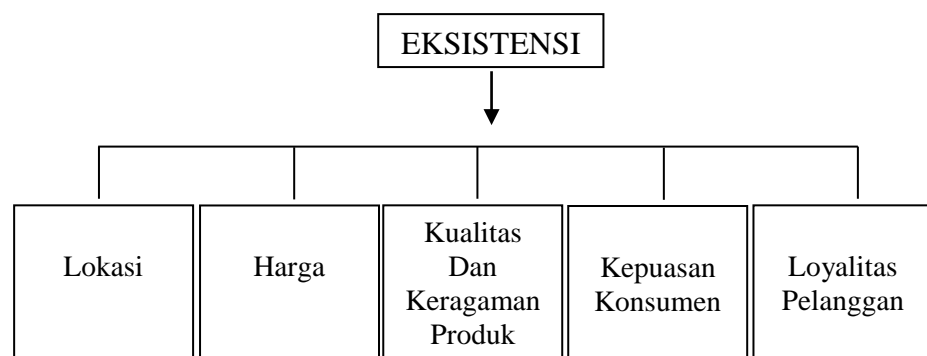 EKSISTENSI
Lokasi
Harga
Kualitas
Dan
Keragaman
Produk
Kepuasan
Konsumen
Loyalitas
Pelanggan